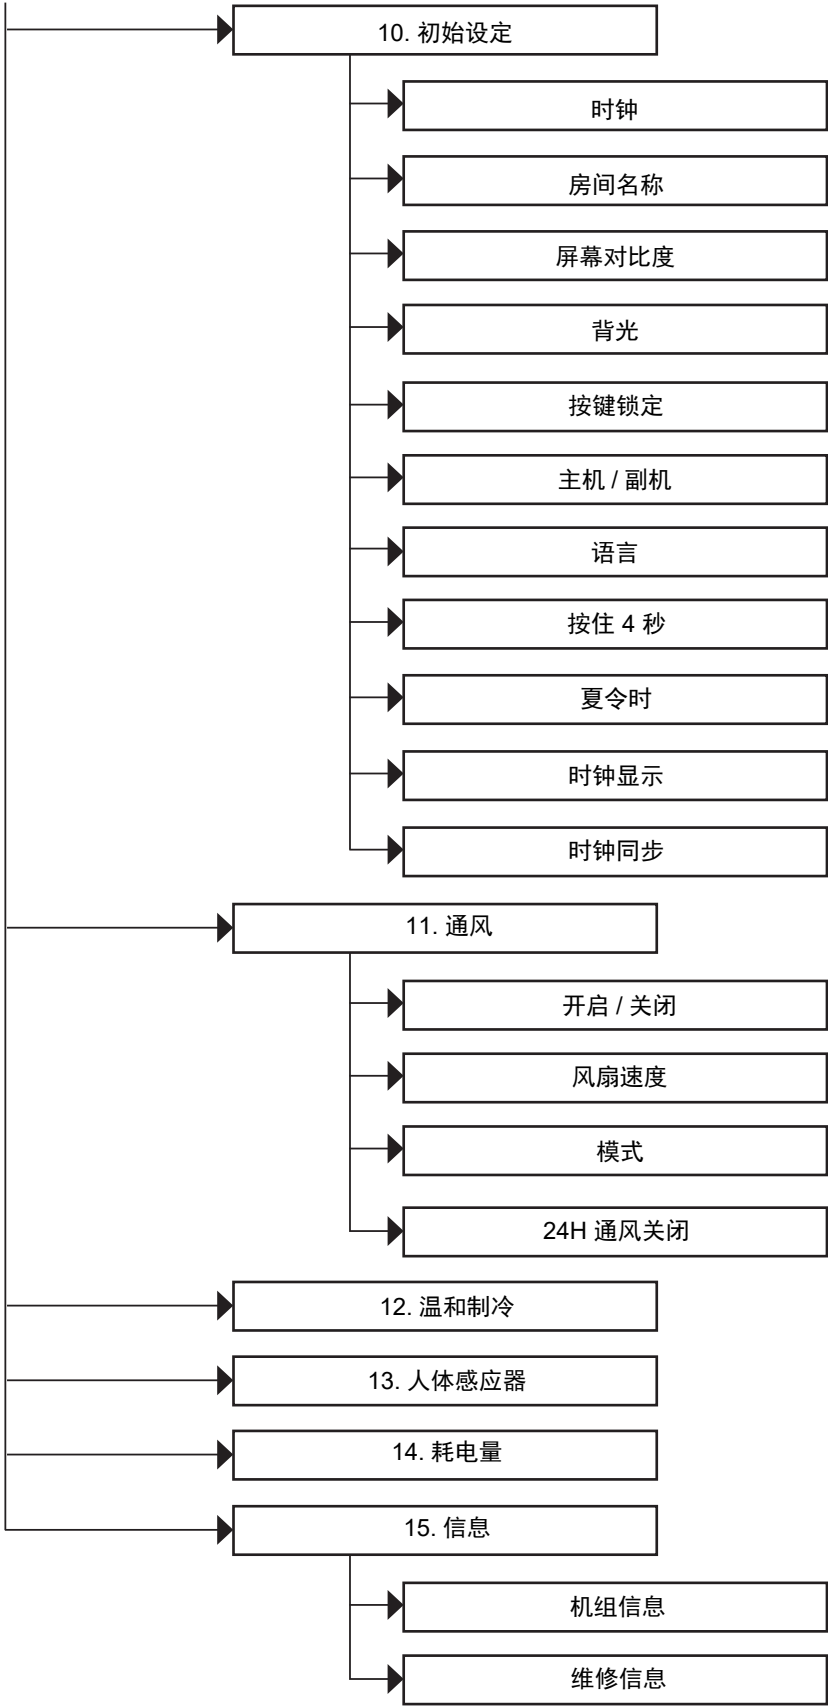 10. 初始设定
时钟
房间名称
屏幕对比度
背光
按键锁定
主机 / 副机
语言
按住 4 秒
夏令时
时钟显示
时钟同步
11. 通风
开启 / 关闭
风扇速度
模式
24H 通风关闭
12. 温和制冷
13. 人体感应器
14. 耗电量
15. 信息
机组信息
维修信息